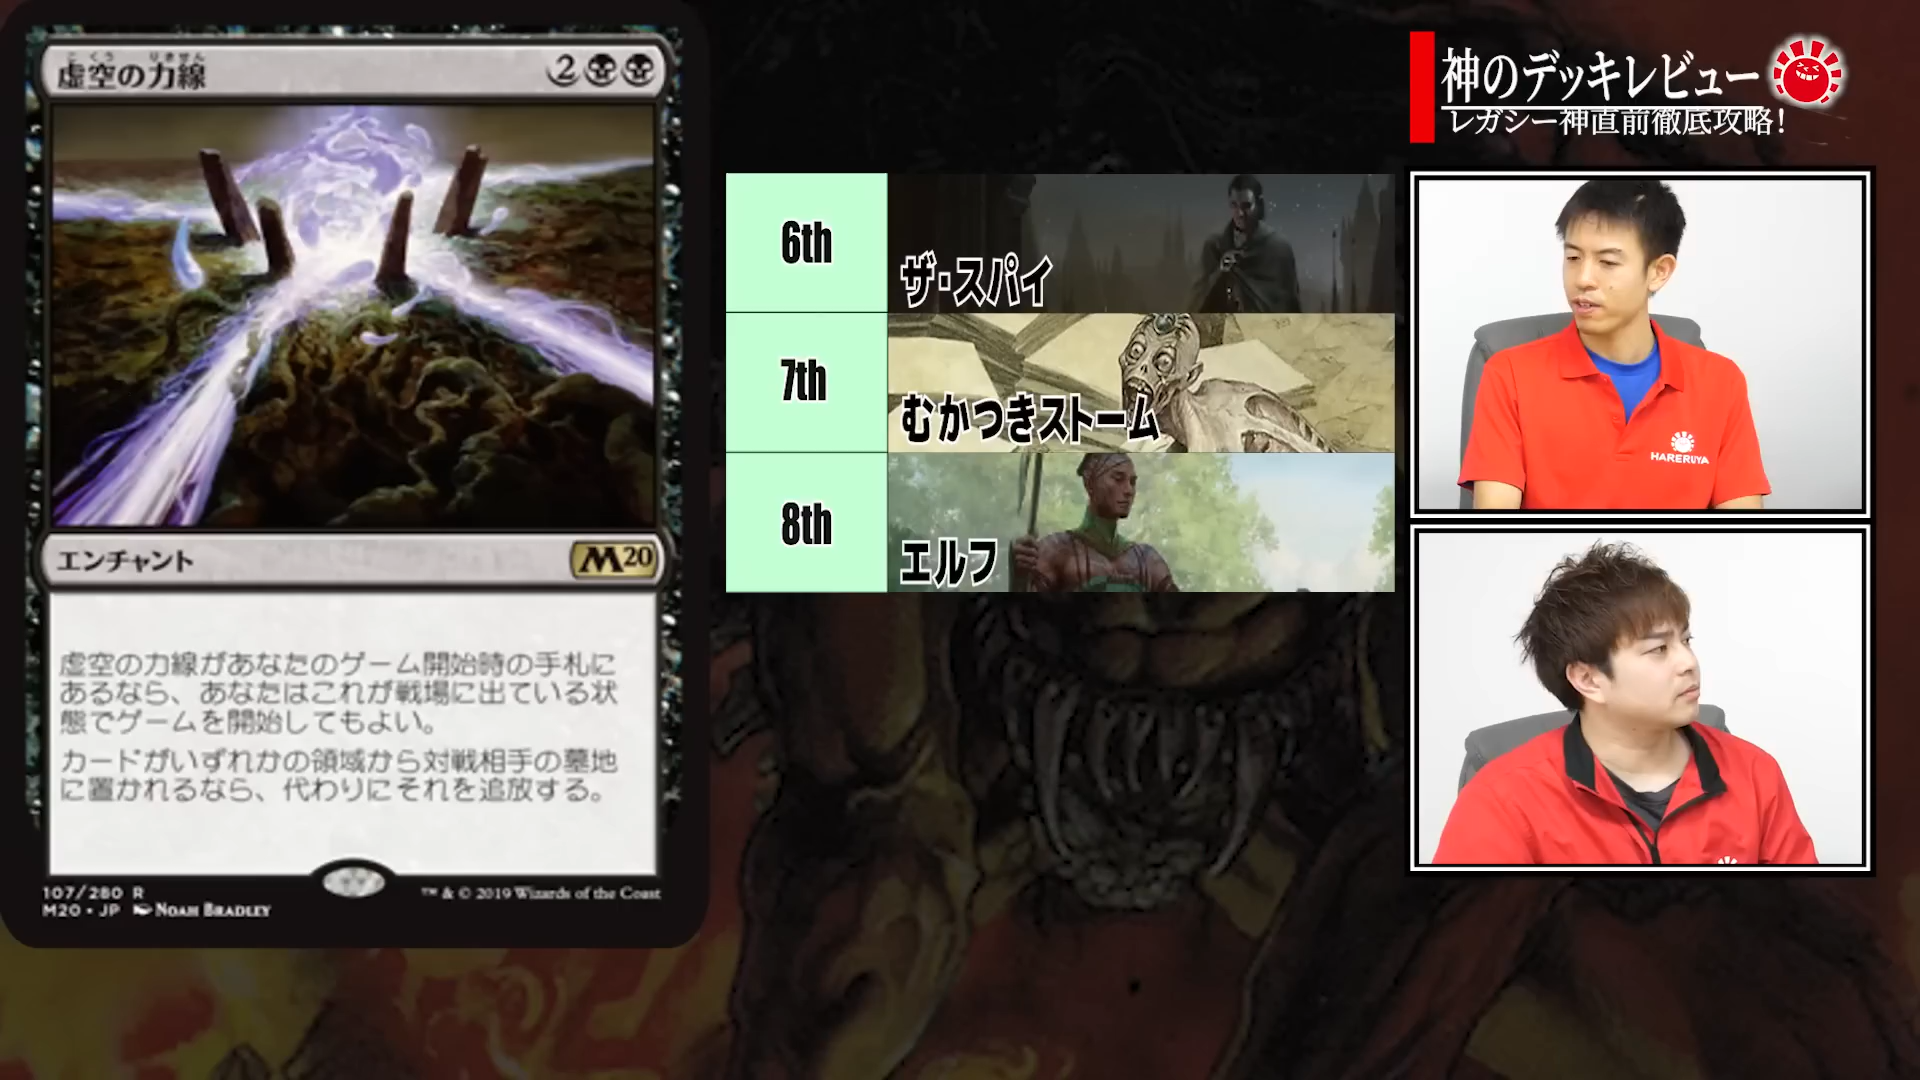 こくう りきせん
虚空の力線 2
エンチャント M20
虚空の力線があなたのゲーム開始時の手札に
あるなら、あなたはこれが戦場に出ている状
態でゲームを開始してもよい。
カードがいずれかの領域から対戦相手の墓地
に置かれるなら、代わりにそれを追放する。
107/280 R
M20・JP NOAH BRADLEY
™ & © 2019 Wizards of the Coast
6th
ザ・スパイ
7th
むかつきストーム
8th
エルフ
神のデッキレビュー
レガシー神直前徹底攻略!
HARERUYA